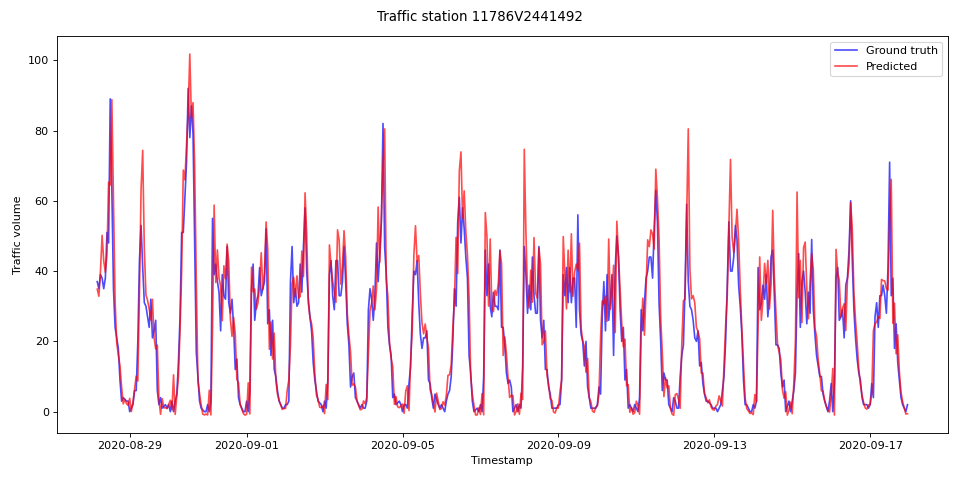 Traffic station 11786V2441492
Ground truth
Predicted
Traffic volume
100
80
60
40
20
0
2020-08-29
2020-09-01
2020-09-05
2020-09-09
2020-09-13
2020-09-17
Timestamp